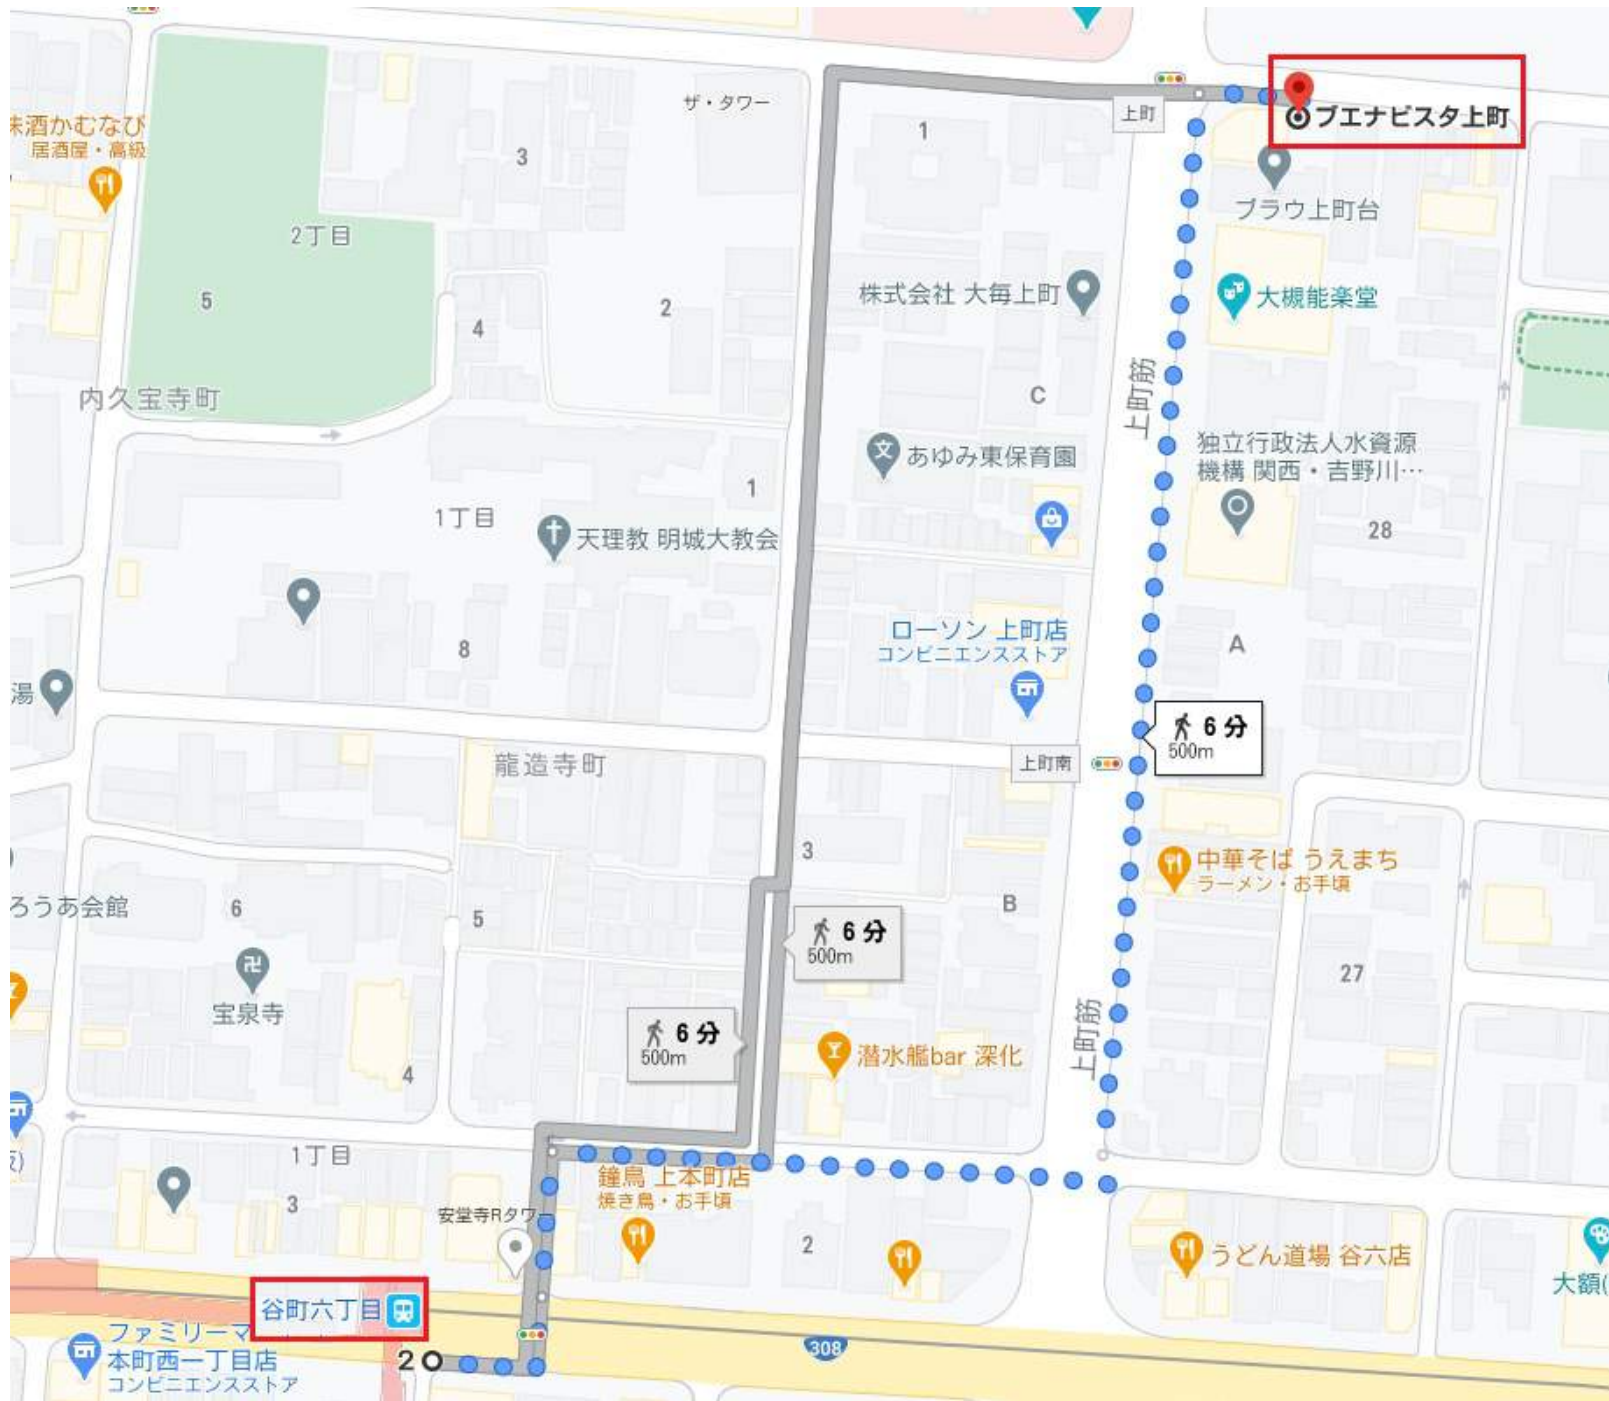 ザ・タワー
上町
ブエナビスタ上町
1
味酒かむなび
居酒屋・高級
3
ブラウ上町台
2丁目
5
2
株式会社 大毎上町
大槻能楽堂
4
内久宝寺町
上町筋
C
独立行政法人水資源
機構 関西・吉野川…
あゆみ東保育園
1
1丁目
天理教 明城大教会
28
ローソン 上町店
コンビニエンスストア
A
8
湯
6 分
500m
龍造寺町
上町南
3
中華そば うえまち
ラーメン・お手頃
ろうあ会館
6
5
B
6 分
500m
27
宝泉寺
6 分
500m
上町筋
潜水艦bar 深化
4
1丁目
鐘鳥 上本町店
焼き鳥・お手頃
3
安堂寺Rタワー
2
うどん道場 谷六店
大額(
谷町六丁目
ファミリーマ
本町西一丁目店
コンビニエンスストア
2
308